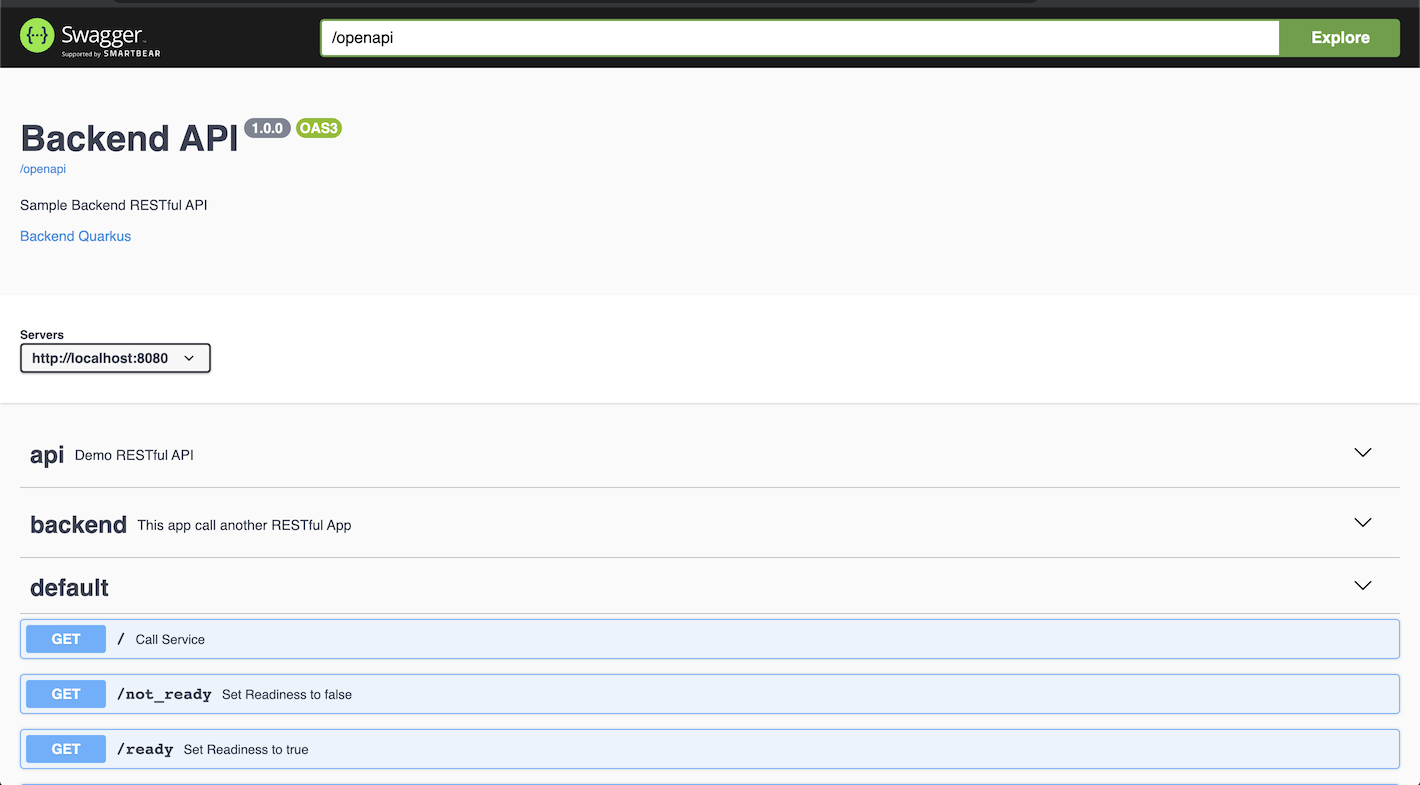 Swagger™
Supported by SMARTBEAR
/openapi
Explore
Backend API 1.0.0 OAS3
/openapi
Sample Backend RESTful API
Backend Quarkus
Servers
http://localhost:8080
api Demo RESTful API
backend This app call another RESTful App
default
GET / Call Service
GET /not_ready Set Readiness to false
GET /ready Set Readiness to true